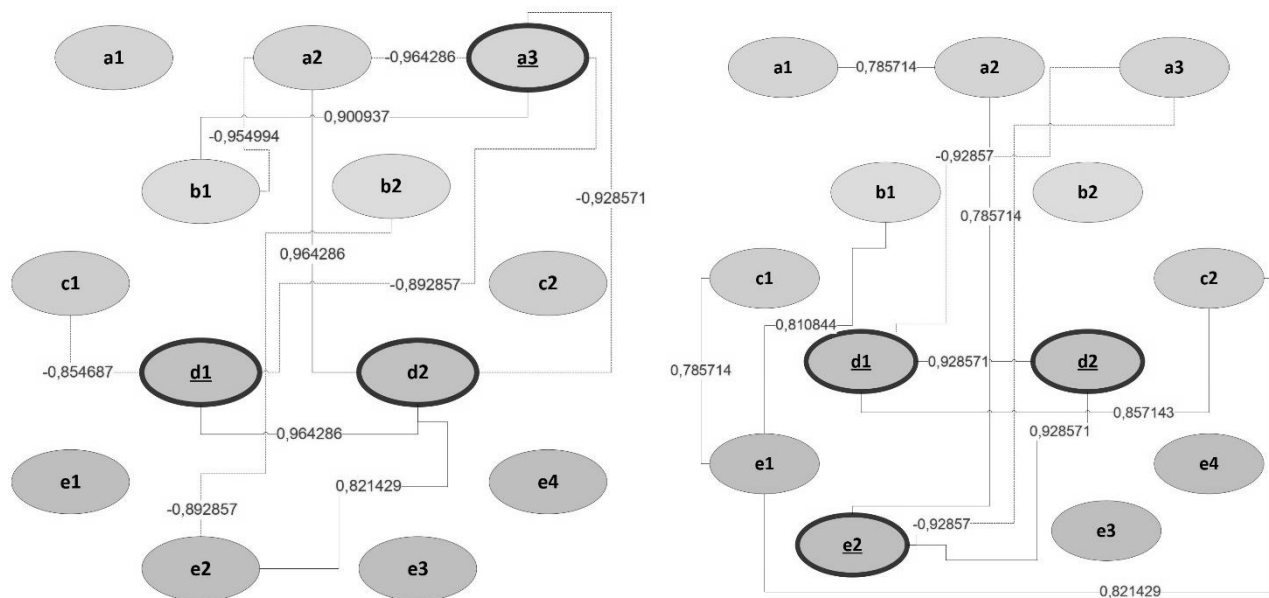 a1
a2
-0,964286
a3
0,900937
-0,954994
b1
b2
-0,928571
0,964286
c1
-0,892857
c2
-0,854687
d1
d2
0,964286
e1
0,821429
e4
-0,892857
e2
e3
a1
0,785714
a2
a3
-0,92857
b1
b2
0,785714
c1
c2
0,810844
d1
0,928571
d2
0,785714
0,857143
0,928571
e1
e4
-0,92857
e3
e2
0,821429